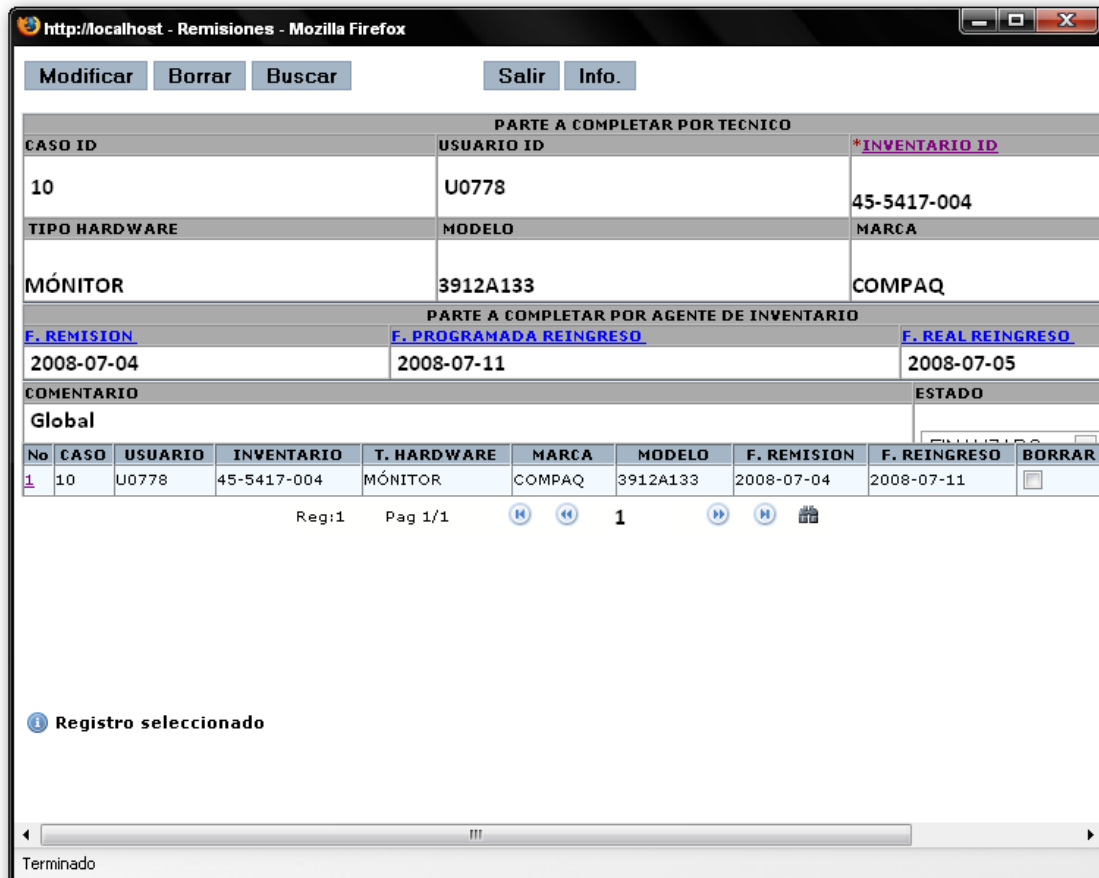 http://localhost - Remisiones - Mozilla Firefox
Modificar Borrar Buscar Salir Info.
PARTE A COMPLETAR POR TECNICO
CASO ID USUARIO ID *INVENTARIO ID
10 U0778 45-5417-004
TIPO HARDWARE MODELO MARCA
MÓNITOR 3912A133 COMPAQ
PARTE A COMPLETAR POR AGENTE DE INVENTARIO
F. REMISION F. PROGRAMADA REINGRESO F. REAL REINGRESO
2008-07-04 2008-07-11 2008-07-05
COMENTARIO ESTADO
Global
No CASO USUARIO INVENTARIO T. HARDWARE MARCA MODELO F. REMISION F. REINGRESO BORRAR
1 10 U0778 45-5417-004 MÓNITOR COMPAQ 3912A133 2008-07-04 2008-07-11
Reg:1 Pag 1/1 1
Registro seleccionado
Terminado